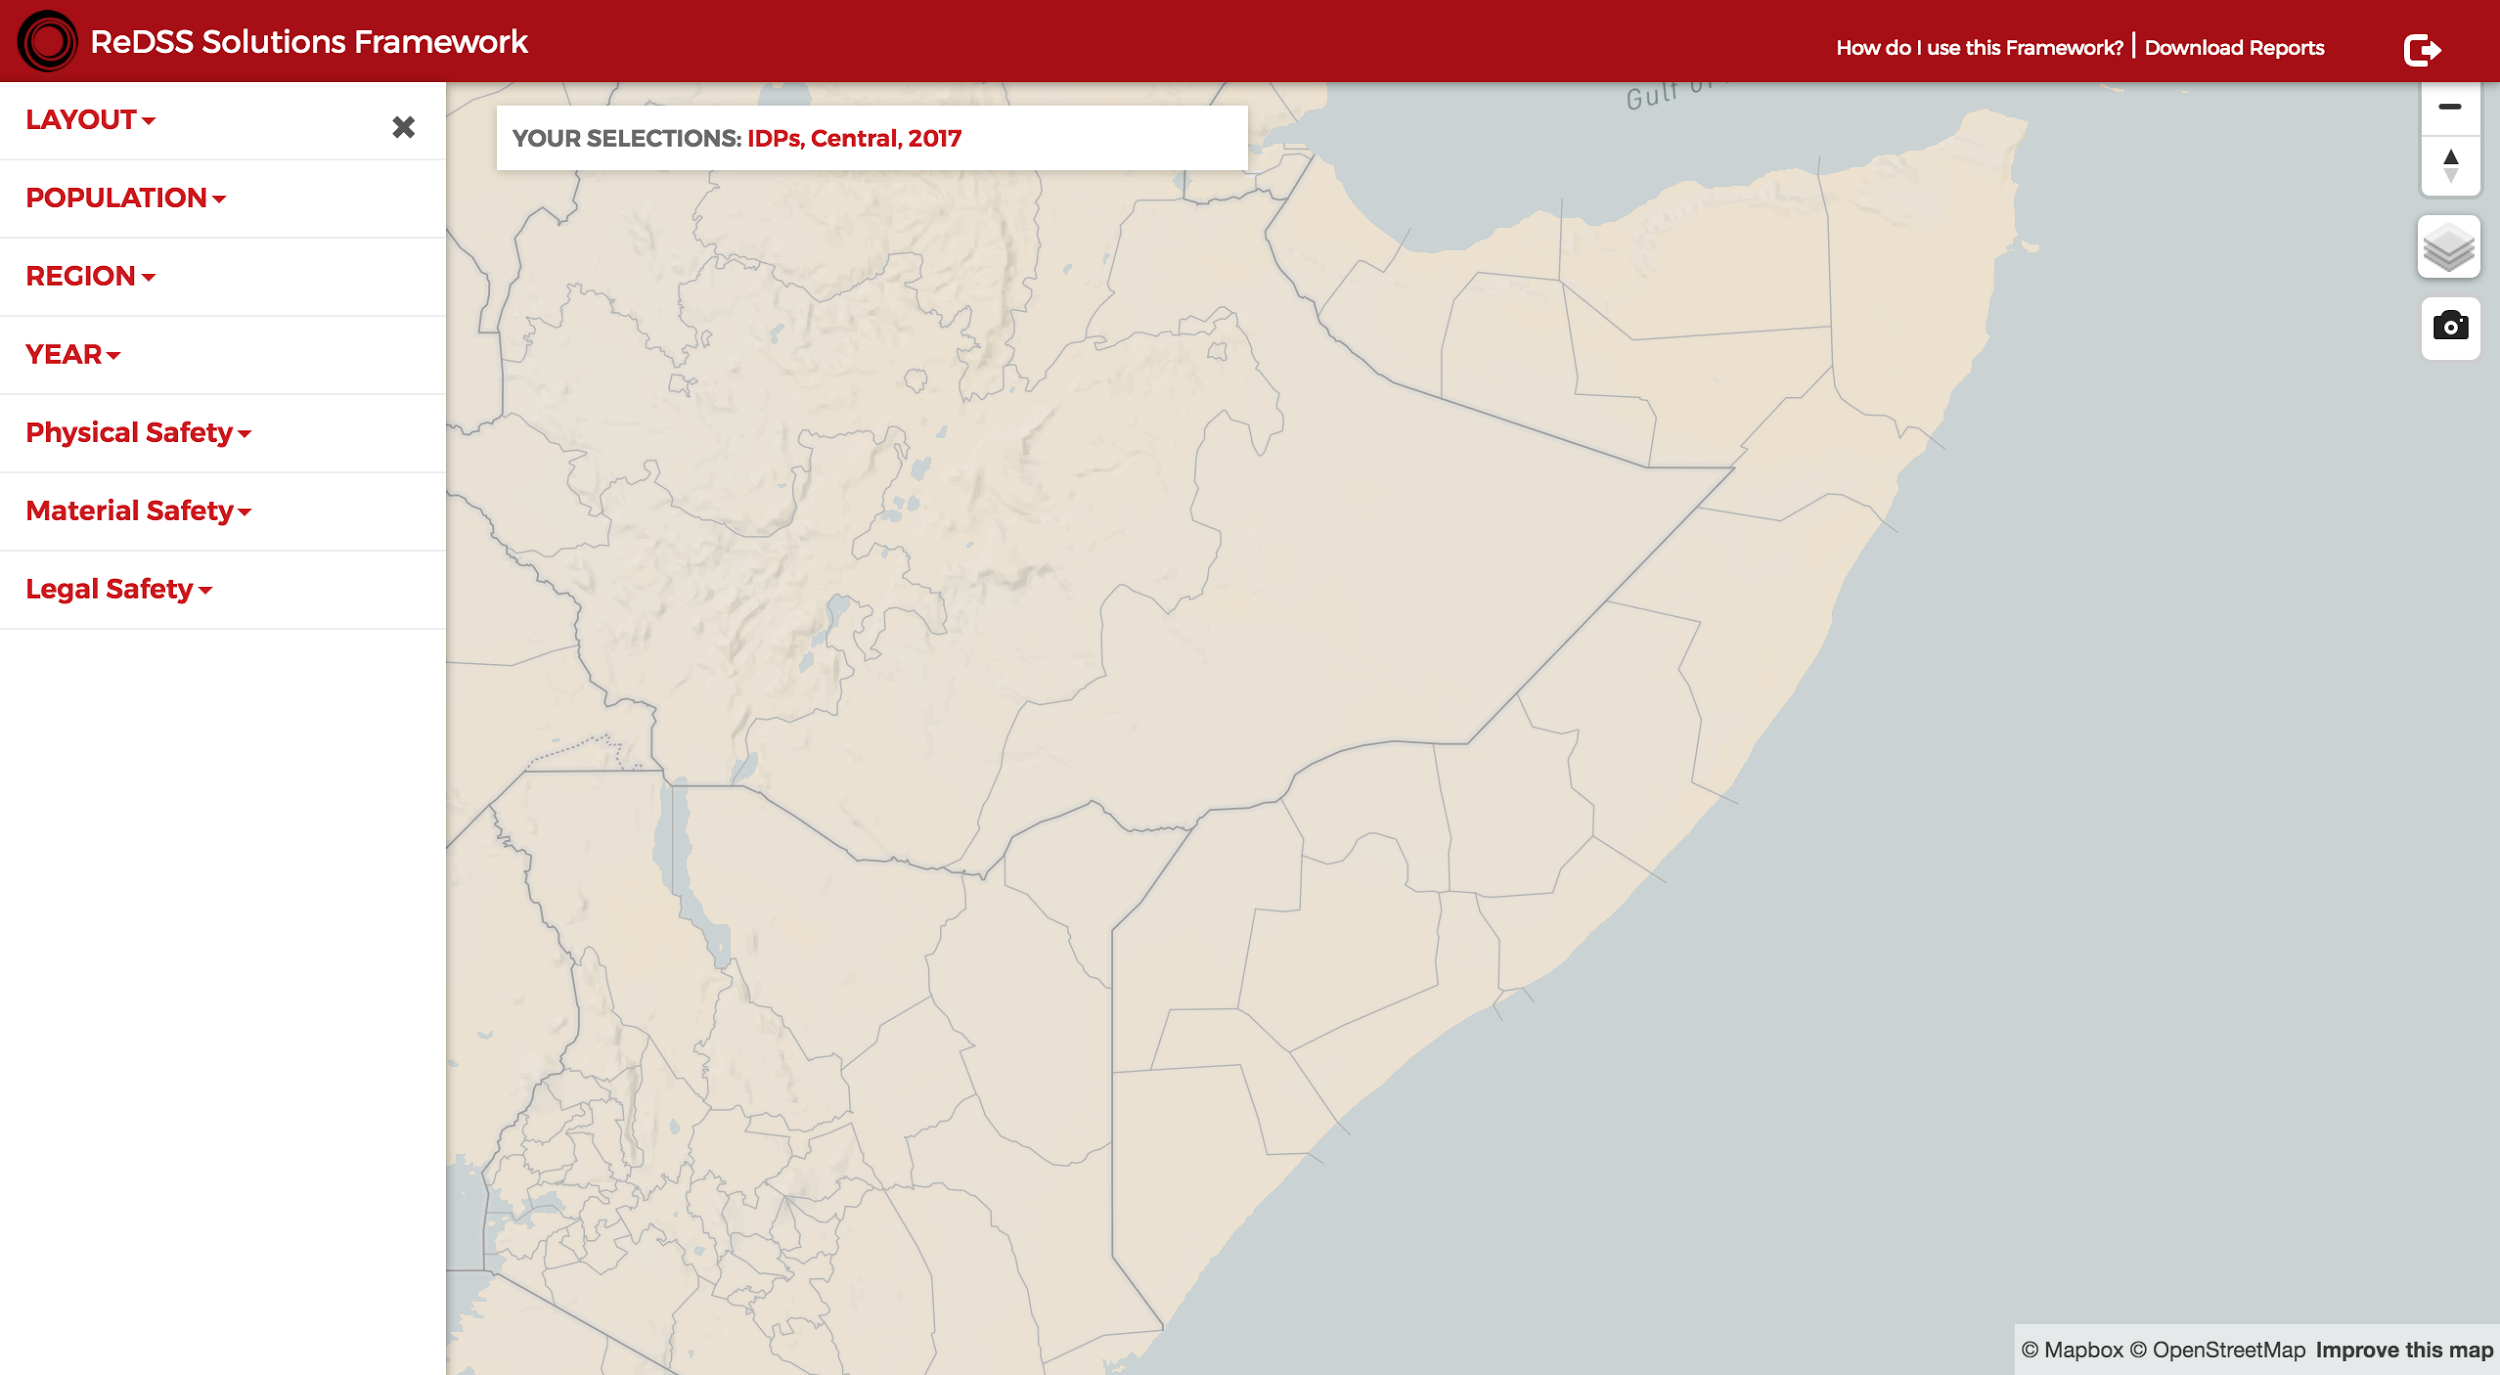 ReDSS Solutions Framework
How do I use this Framework? | Download Reports
LAYOUT
POPULATION
REGION
YEAR
Physical Safety
Material Safety
Legal Safety
YOUR SELECTIONS: IDPs, Central, 2017
Gulf
© Mapbox © OpenStreetMap Improve this map